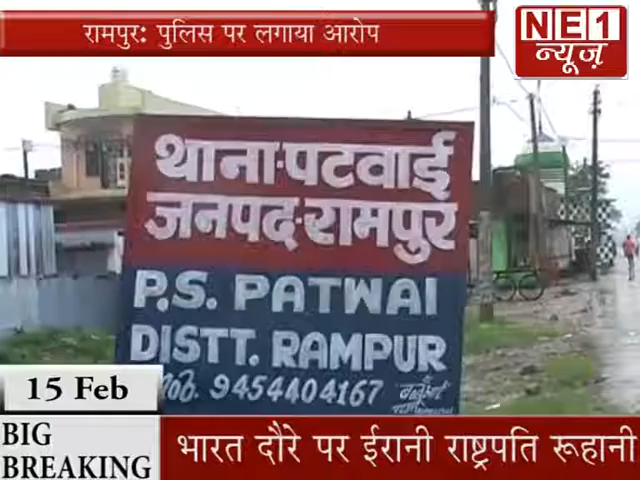 रामपुर: पुलिस पर लगाया आरोप
NE1
न्यूज़
थाना-पटवाई
जनपद-रामपुर
P.S. PATWAI
DISTT. RAMPUR
Mob. 9454404167
15 Feb
BIG
BREAKING
भारत दौरे पर ईरानी राष्ट्रपति रूहानी